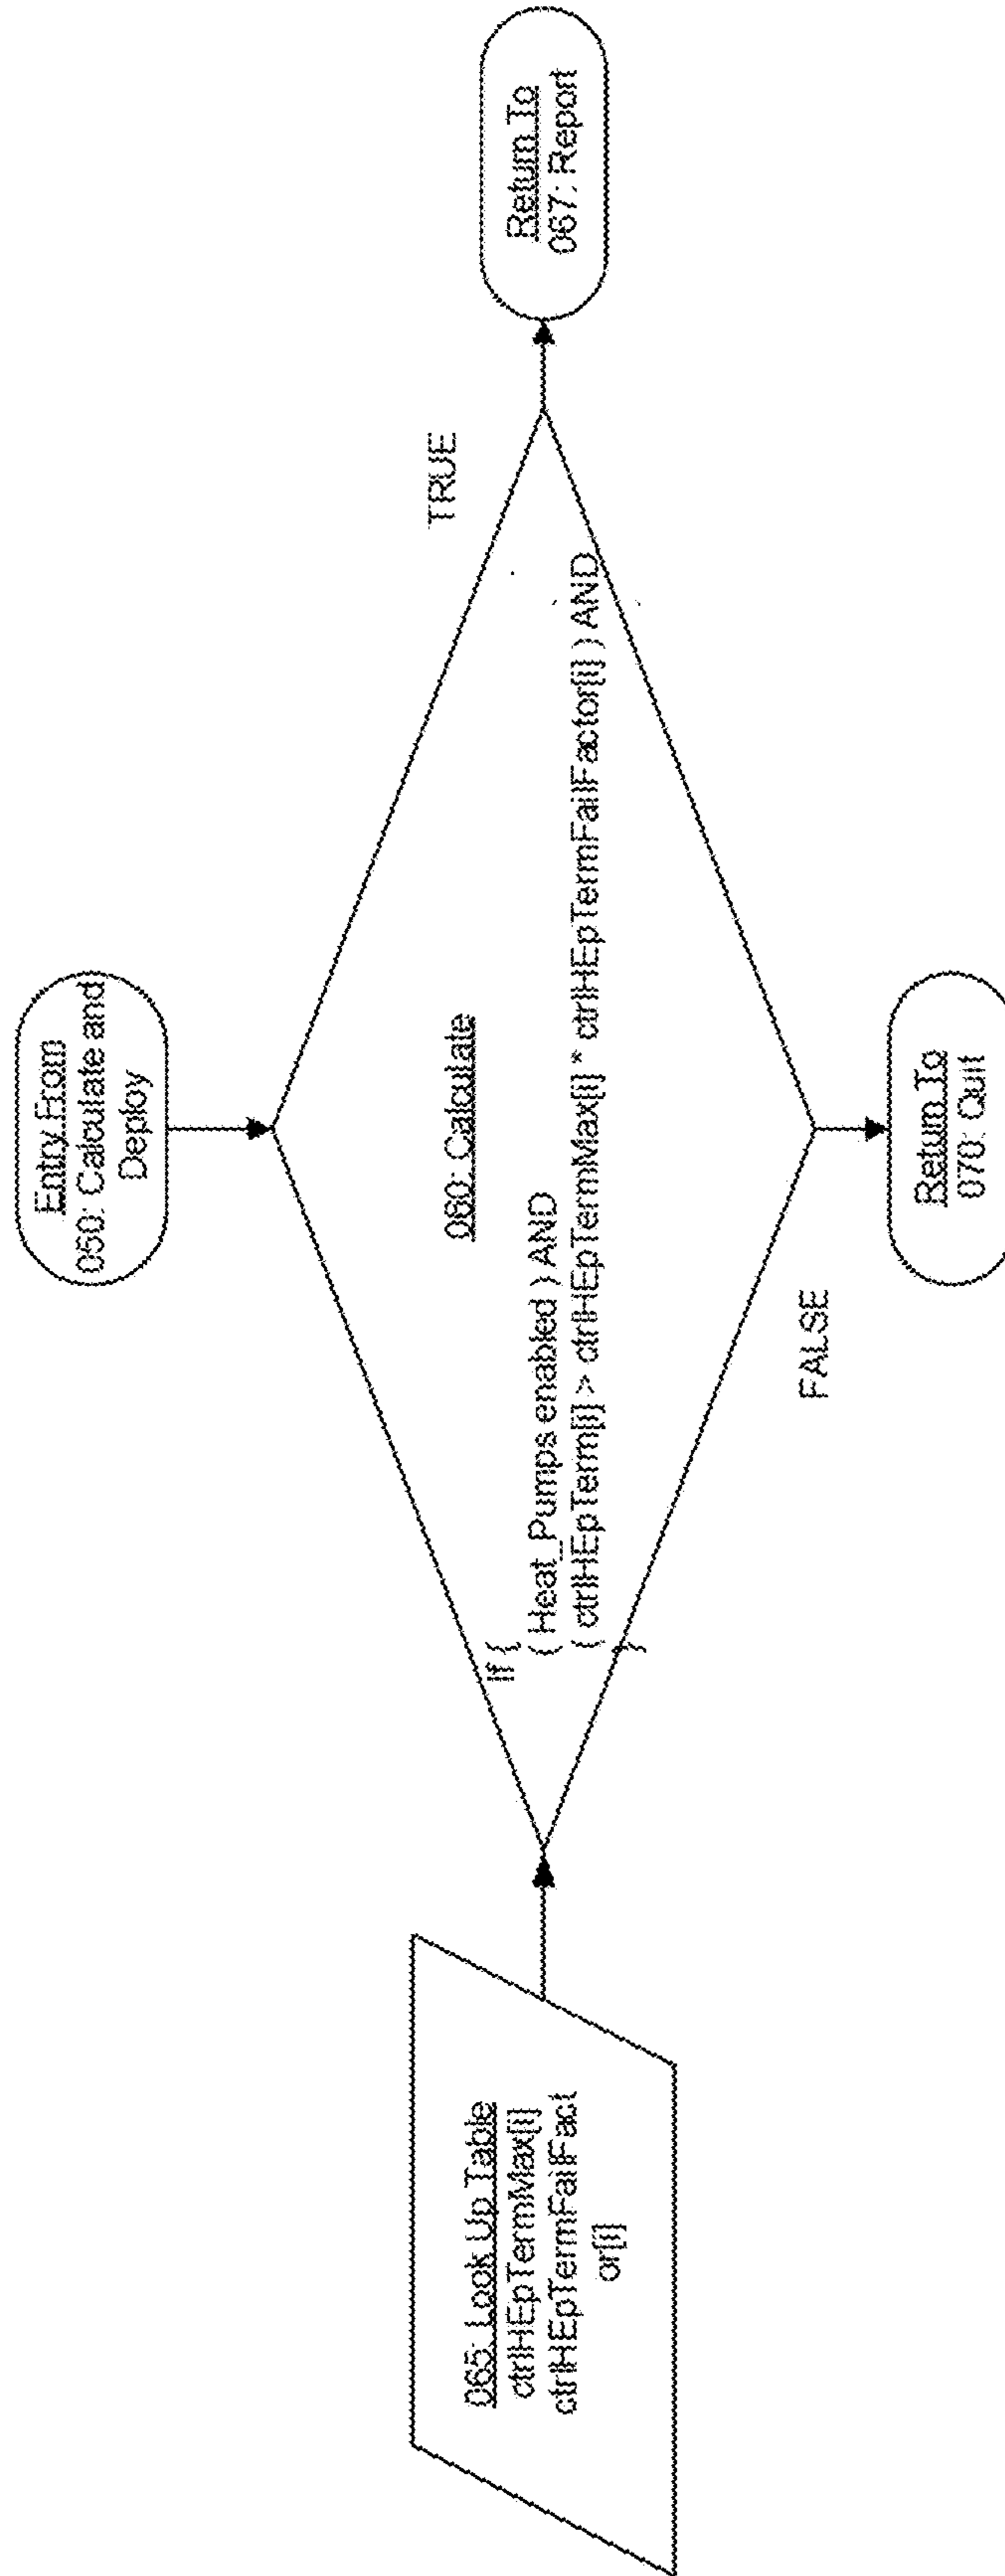 Entry From
050: Calculate and
Deploy
065: Look Up Table
ctrlHEpTermMax[i]
ctrlHEpTermFailFact
or[i]
060: Calculate
If {
( Heat_Pumps enabled ) AND
( ctrlHEpTerm[i] > ctrlHEpTermMax[i] * ctrlHEpTermFailFactor[i] ) AND
}
TRUE
Return To
067: Report
FALSE
Return To
070: Quit